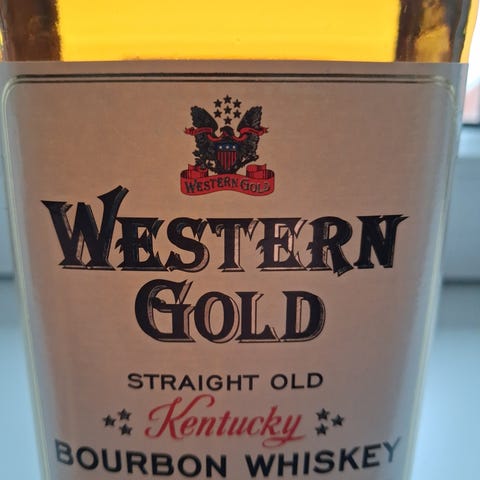 WESTERN GOLD
WESTERN
GOLD
STRAIGHT OLD
Kentucky
BOURBON WHISKEY